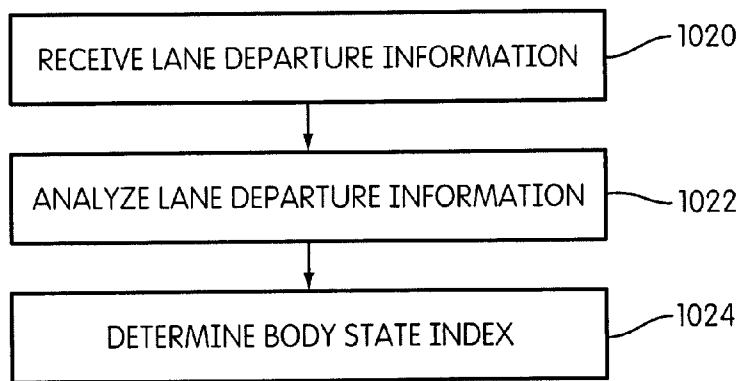 RECEIVE LANE DEPARTURE INFORMATION
1020
ANALYZE LANE DEPARTURE INFORMATION
1022
DETERMINE BODY STATE INDEX
1024